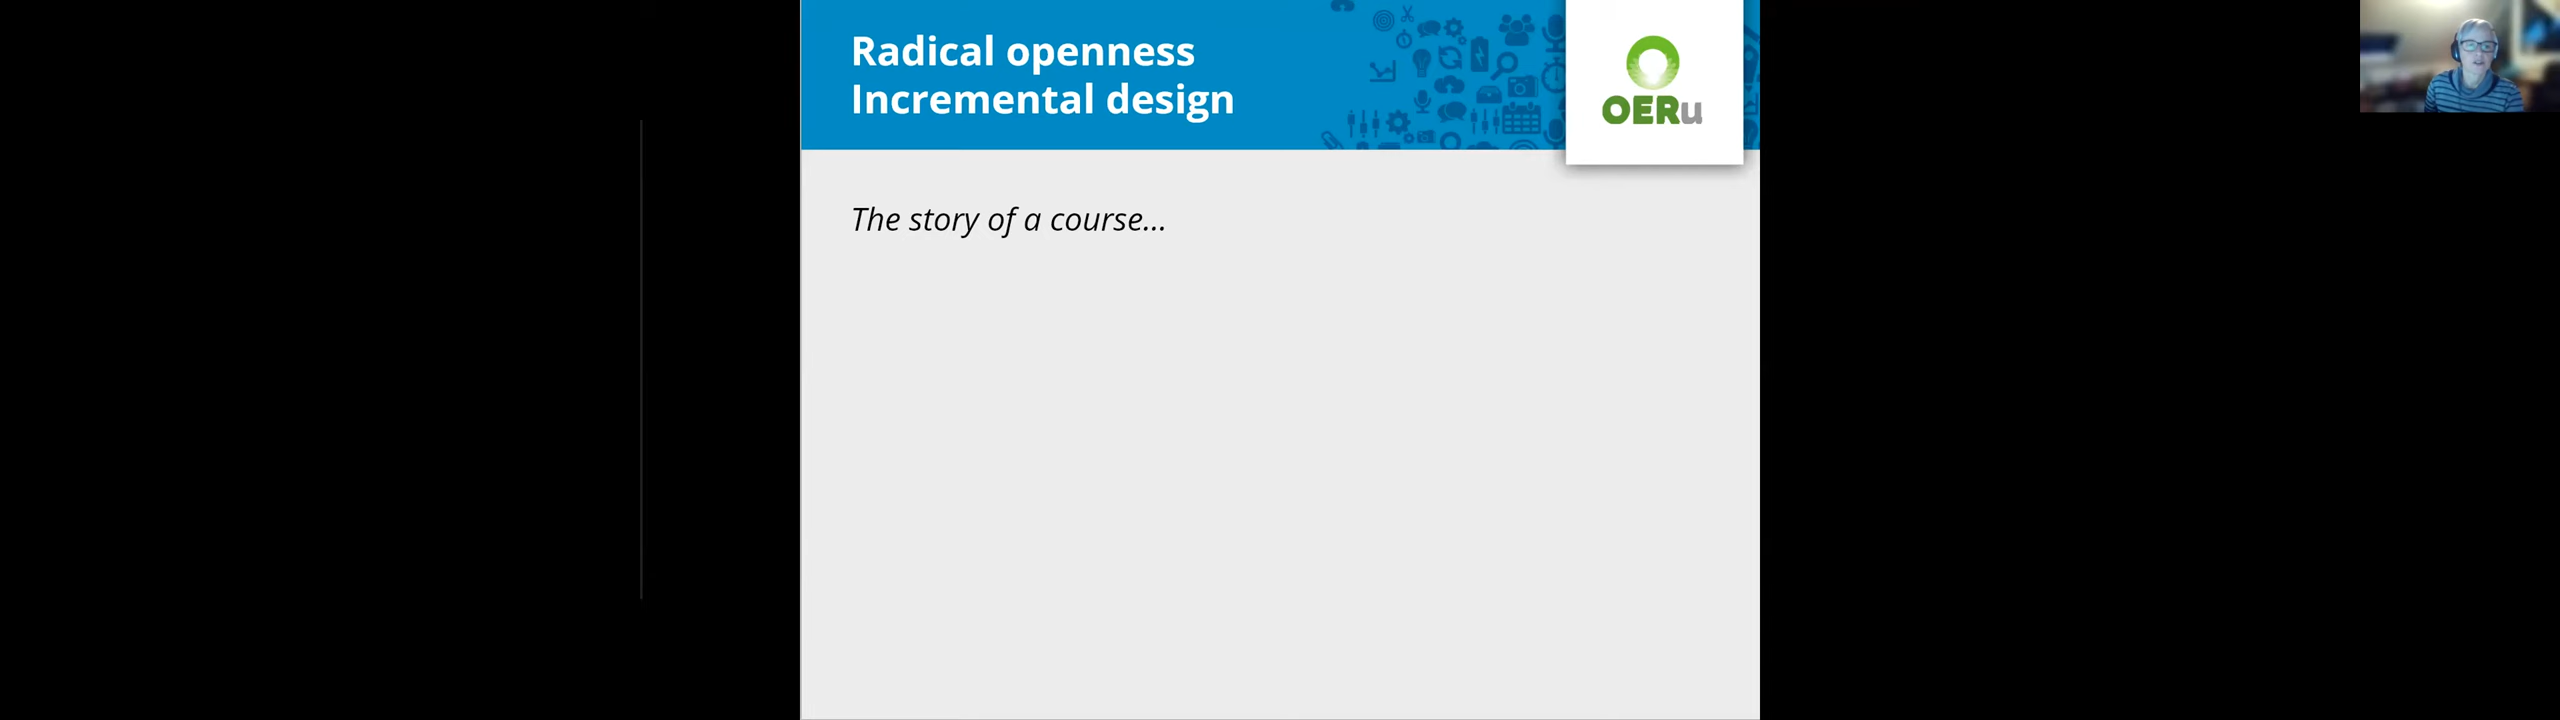 Radical openness
Incremental design
OERu
The story of a course...